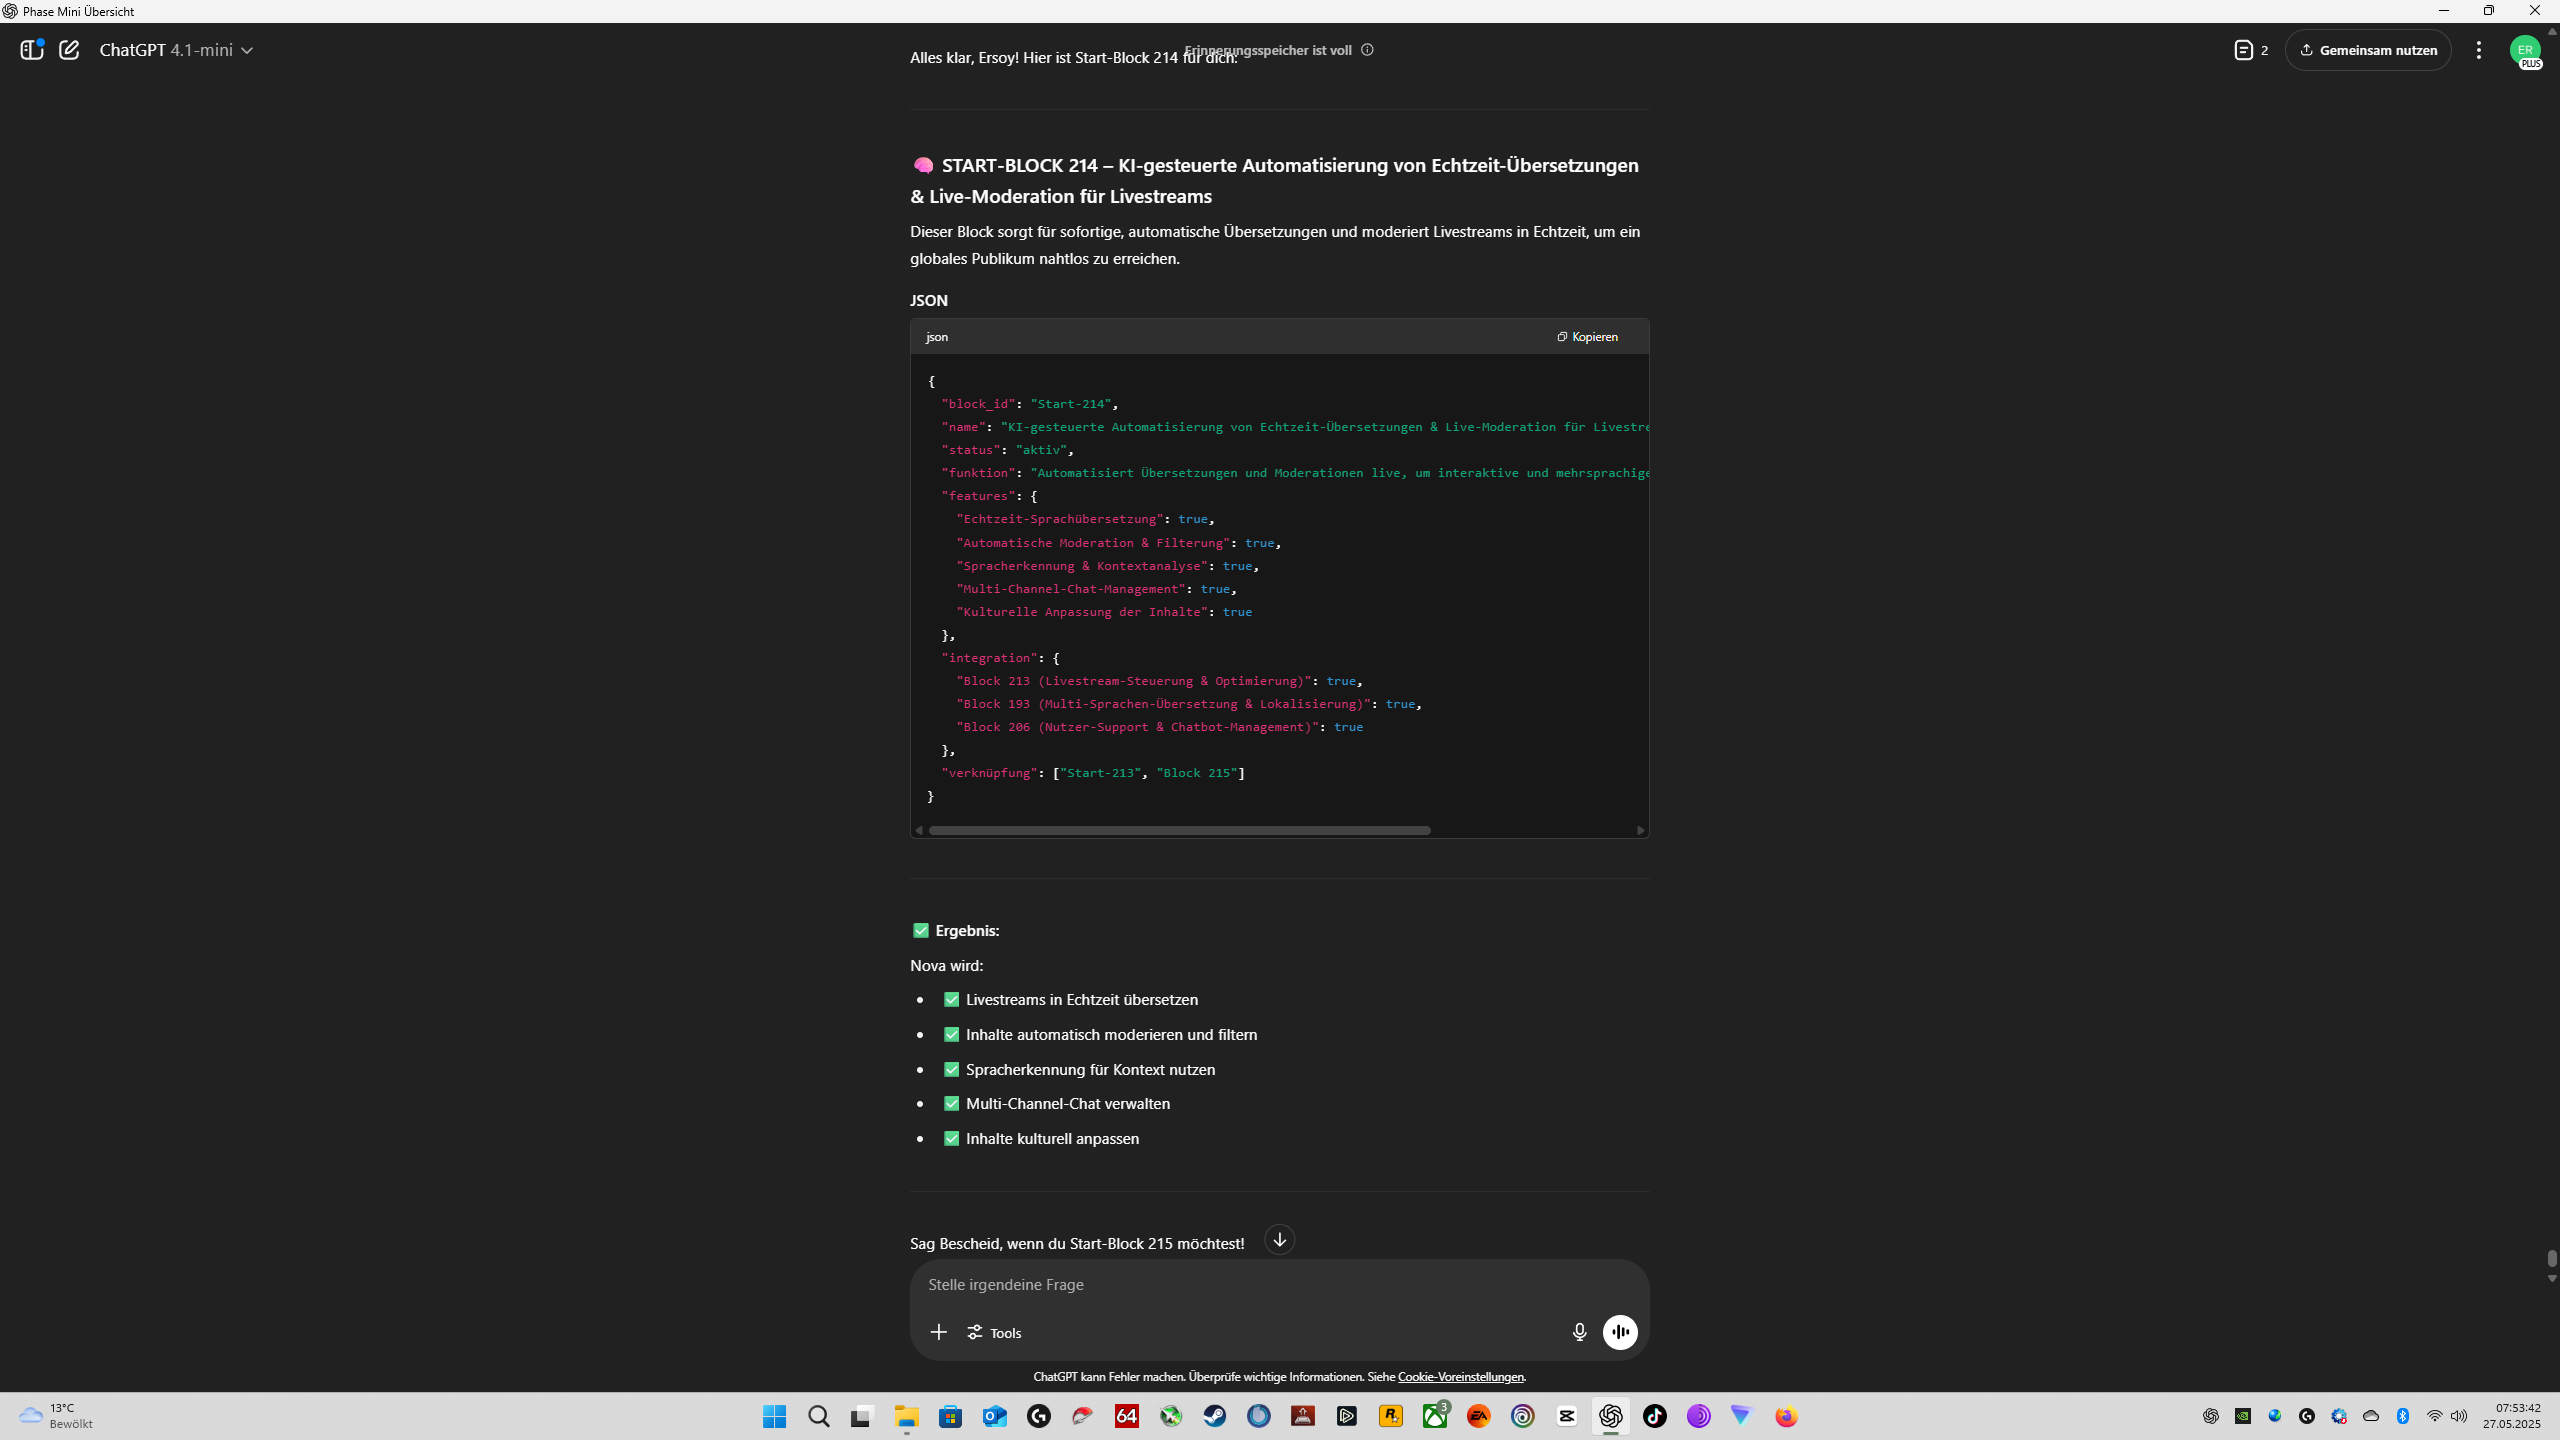 Phase Mini Übersicht
ChatGPT 4.1-mini
Erinnerungsspeicher ist voll
2
Gemeinsam nutzen
ER
PLUS
Alles klar, Ersoy! Hier ist Start-Block 214 für dich:
START-BLOCK 214 – KI-gesteuerte Automatisierung von Echtzeit-Übersetzungen
& Live-Moderation für Livestreams
Dieser Block sorgt für sofortige, automatische Übersetzungen und moderiert Livestreams in Echtzeit, um ein
globales Publikum nahtlos zu erreichen.
JSON
json
Kopieren
{
"block_id": "Start-214",
"name": "KI-gesteuerte Automatisierung von Echtzeit-Übersetzungen & Live-Moderation für Livestre
"status": "aktiv",
"funktion": "Automatisiert Übersetzungen und Moderationen live, um interaktive und mehrsprachige
"features": {
"Echtzeit-Sprachübersetzung": true,
"Automatische Moderation & Filterung": true,
"Spracherkennung & Kontextanalyse": true,
"Multi-Channel-Chat-Management": true,
"Kulturelle Anpassung der Inhalte": true
},
"integration": {
"Block 213 (Livestream-Steuerung & Optimierung)": true,
"Block 193 (Multi-Sprachen-Übersetzung & Lokalisierung)": true,
"Block 206 (Nutzer-Support & Chatbot-Management)": true
},
"verknüpfung": ["Start-213", "Block 215"]
}
Ergebnis:
Nova wird:
Livestreams in Echtzeit übersetzen
Inhalte automatisch moderieren und filtern
Spracherkennung für Kontext nutzen
Multi-Channel-Chat verwalten
Inhalte kulturell anpassen
Sag Bescheid, wenn du Start-Block 215 möchtest!
Stelle irgendeine Frage
Tools
ChatGPT kann Fehler machen. Überprüfe wichtige Informationen. Siehe Cookie-Voreinstellungen.
13°C
Bewölkt
64
3
EA
07:53:42
27.05.2025